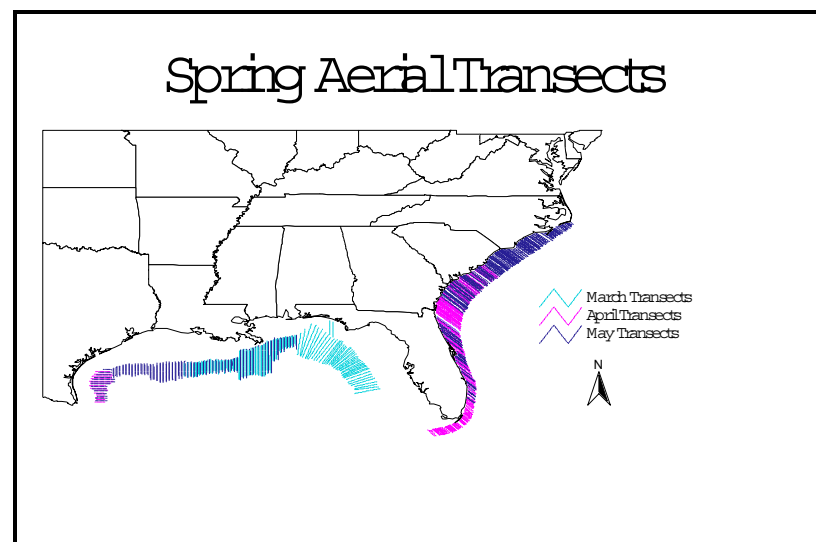 Spring Aerial Transects
March Transects
April Transects
May Transects
N